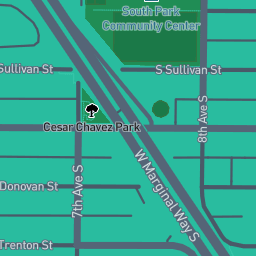 South Park
Community Center
Sullivan St
S Sullivan St
Cesar Chavez Park
8th Ave S
W Marginal Way S
7th Ave S
Donovan St
Trenton St